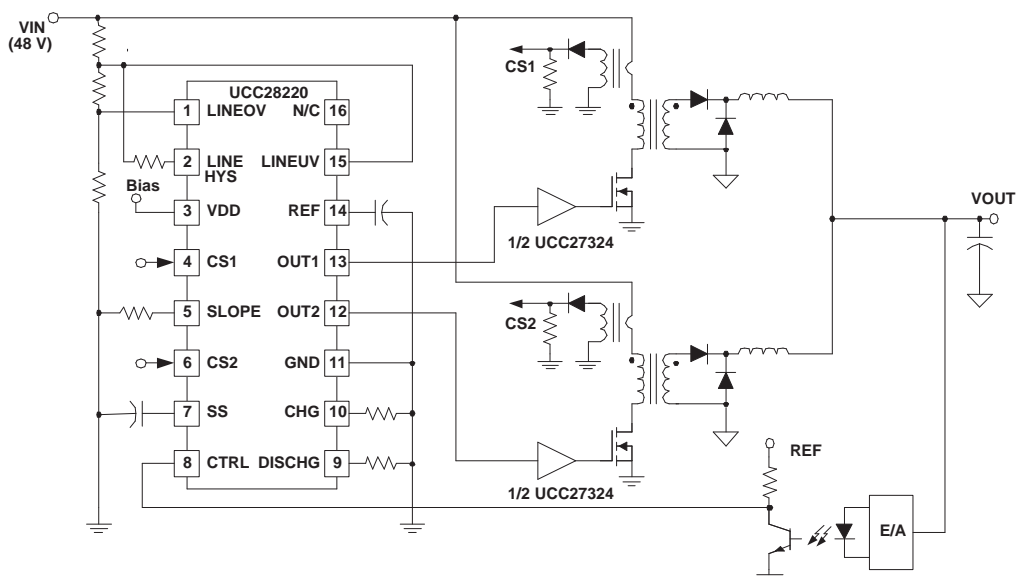 VIN
(48 V)
CS1
UCC28220
1 LINEOV N/C 16
2 LINE HYS LINEUV 15
Bias
3 VDD REF 14
1/2 UCC27324
VOUT
4 CS1 OUT1 13
5 SLOPE OUT2 12
CS2
6 CS2 GND 11
7 SS CHG 10
8 CTRL DISCHG 9
REF
1/2 UCC27324
E/A